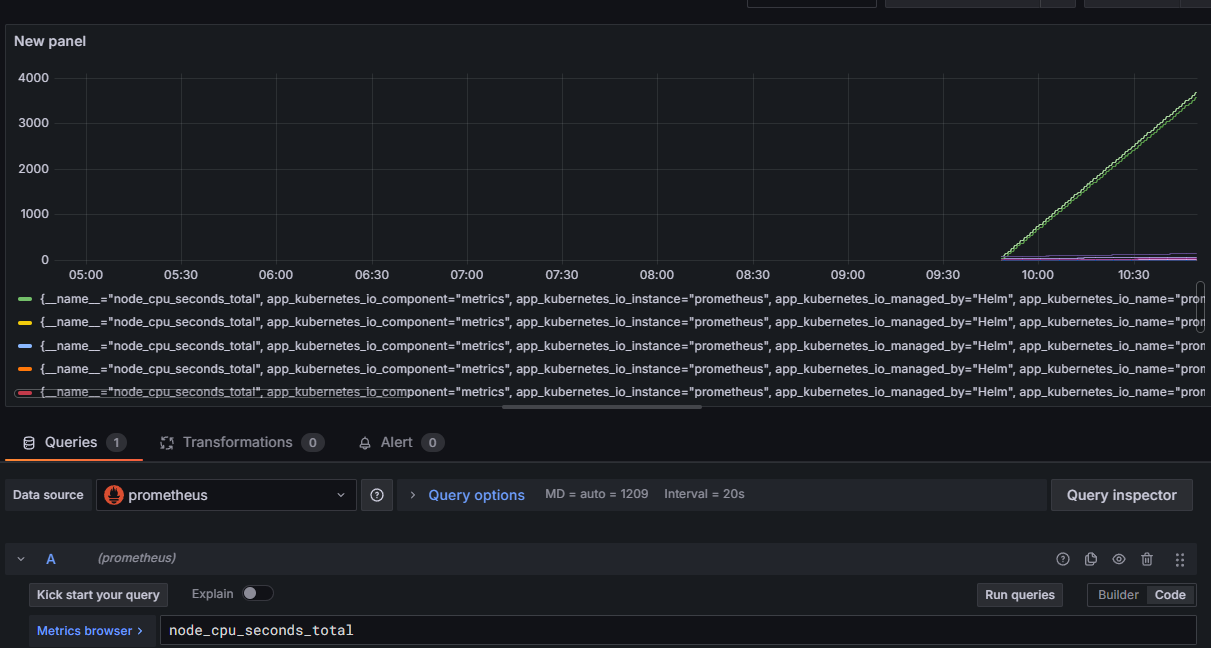 New panel
4000
3000
2000
1000
0
05:00 05:30 06:00 06:30 07:00 07:30 08:00 08:30 09:00 09:30 10:00 10:30
{__name__="node_cpu_seconds_total", app_kubernetes_io_component="metrics", app_kubernetes_io_instance="prometheus", app_kubernetes_io_managed_by="Helm", app_kubernetes_io_name="pron
{__name__="node_cpu_seconds_total", app_kubernetes_io_component="metrics", app_kubernetes_io_instance="prometheus", app_kubernetes_io_managed_by="Helm", app_kubernetes_io_name="pron
{__name__="node_cpu_seconds_total", app_kubernetes_io_component="metrics", app_kubernetes_io_instance="prometheus", app_kubernetes_io_managed_by="Helm", app_kubernetes_io_name="pron
{__name__="node_cpu_seconds_total", app_kubernetes_io_component="metrics", app_kubernetes_io_instance="prometheus", app_kubernetes_io_managed_by="Helm", app_kubernetes_io_name="pron
{__name__="node_cpu_seconds_total", app_kubernetes_io_component="metrics", app_kubernetes_io_instance="prometheus", app_kubernetes_io_managed_by="Helm", app_kubernetes_io_name="pron
Queries 1 Transformations 0 Alert 0
Data source prometheus Query options MD = auto = 1209 Interval = 20s Query inspector
A (prometheus)
Kick start your query Explain Run queries Builder Code
Metrics browser > node_cpu_seconds_total